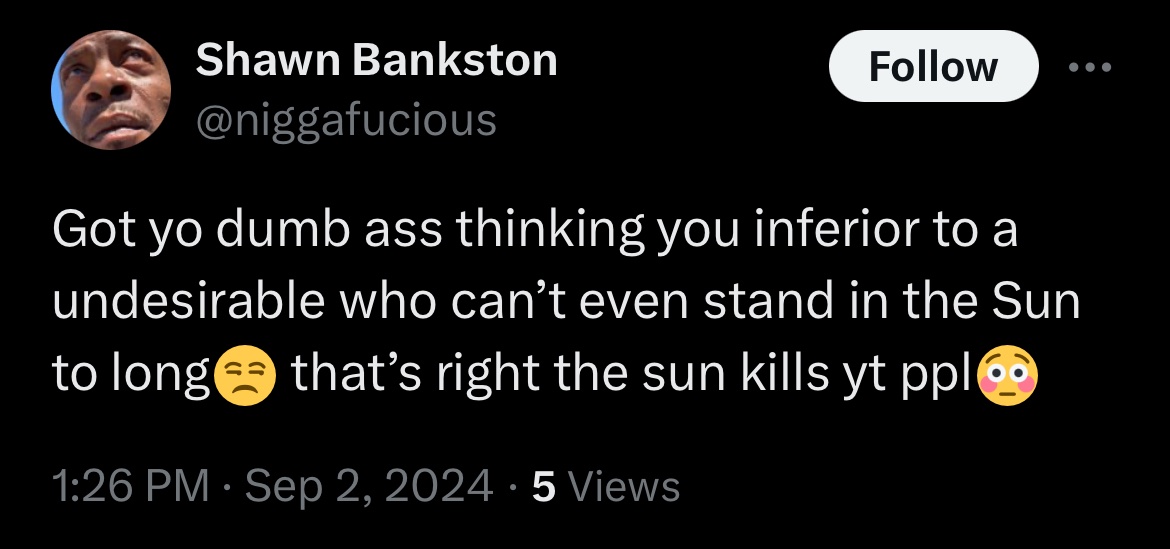 Shawn Bankston
Follow
@niggafucious
Got yo dumb ass thinking you inferior to a
undesirable who can’t even stand in the Sun
to long😒 that’s right the sun kills yt ppl😳
1:26 PM · Sep 2, 2024 · 5 Views